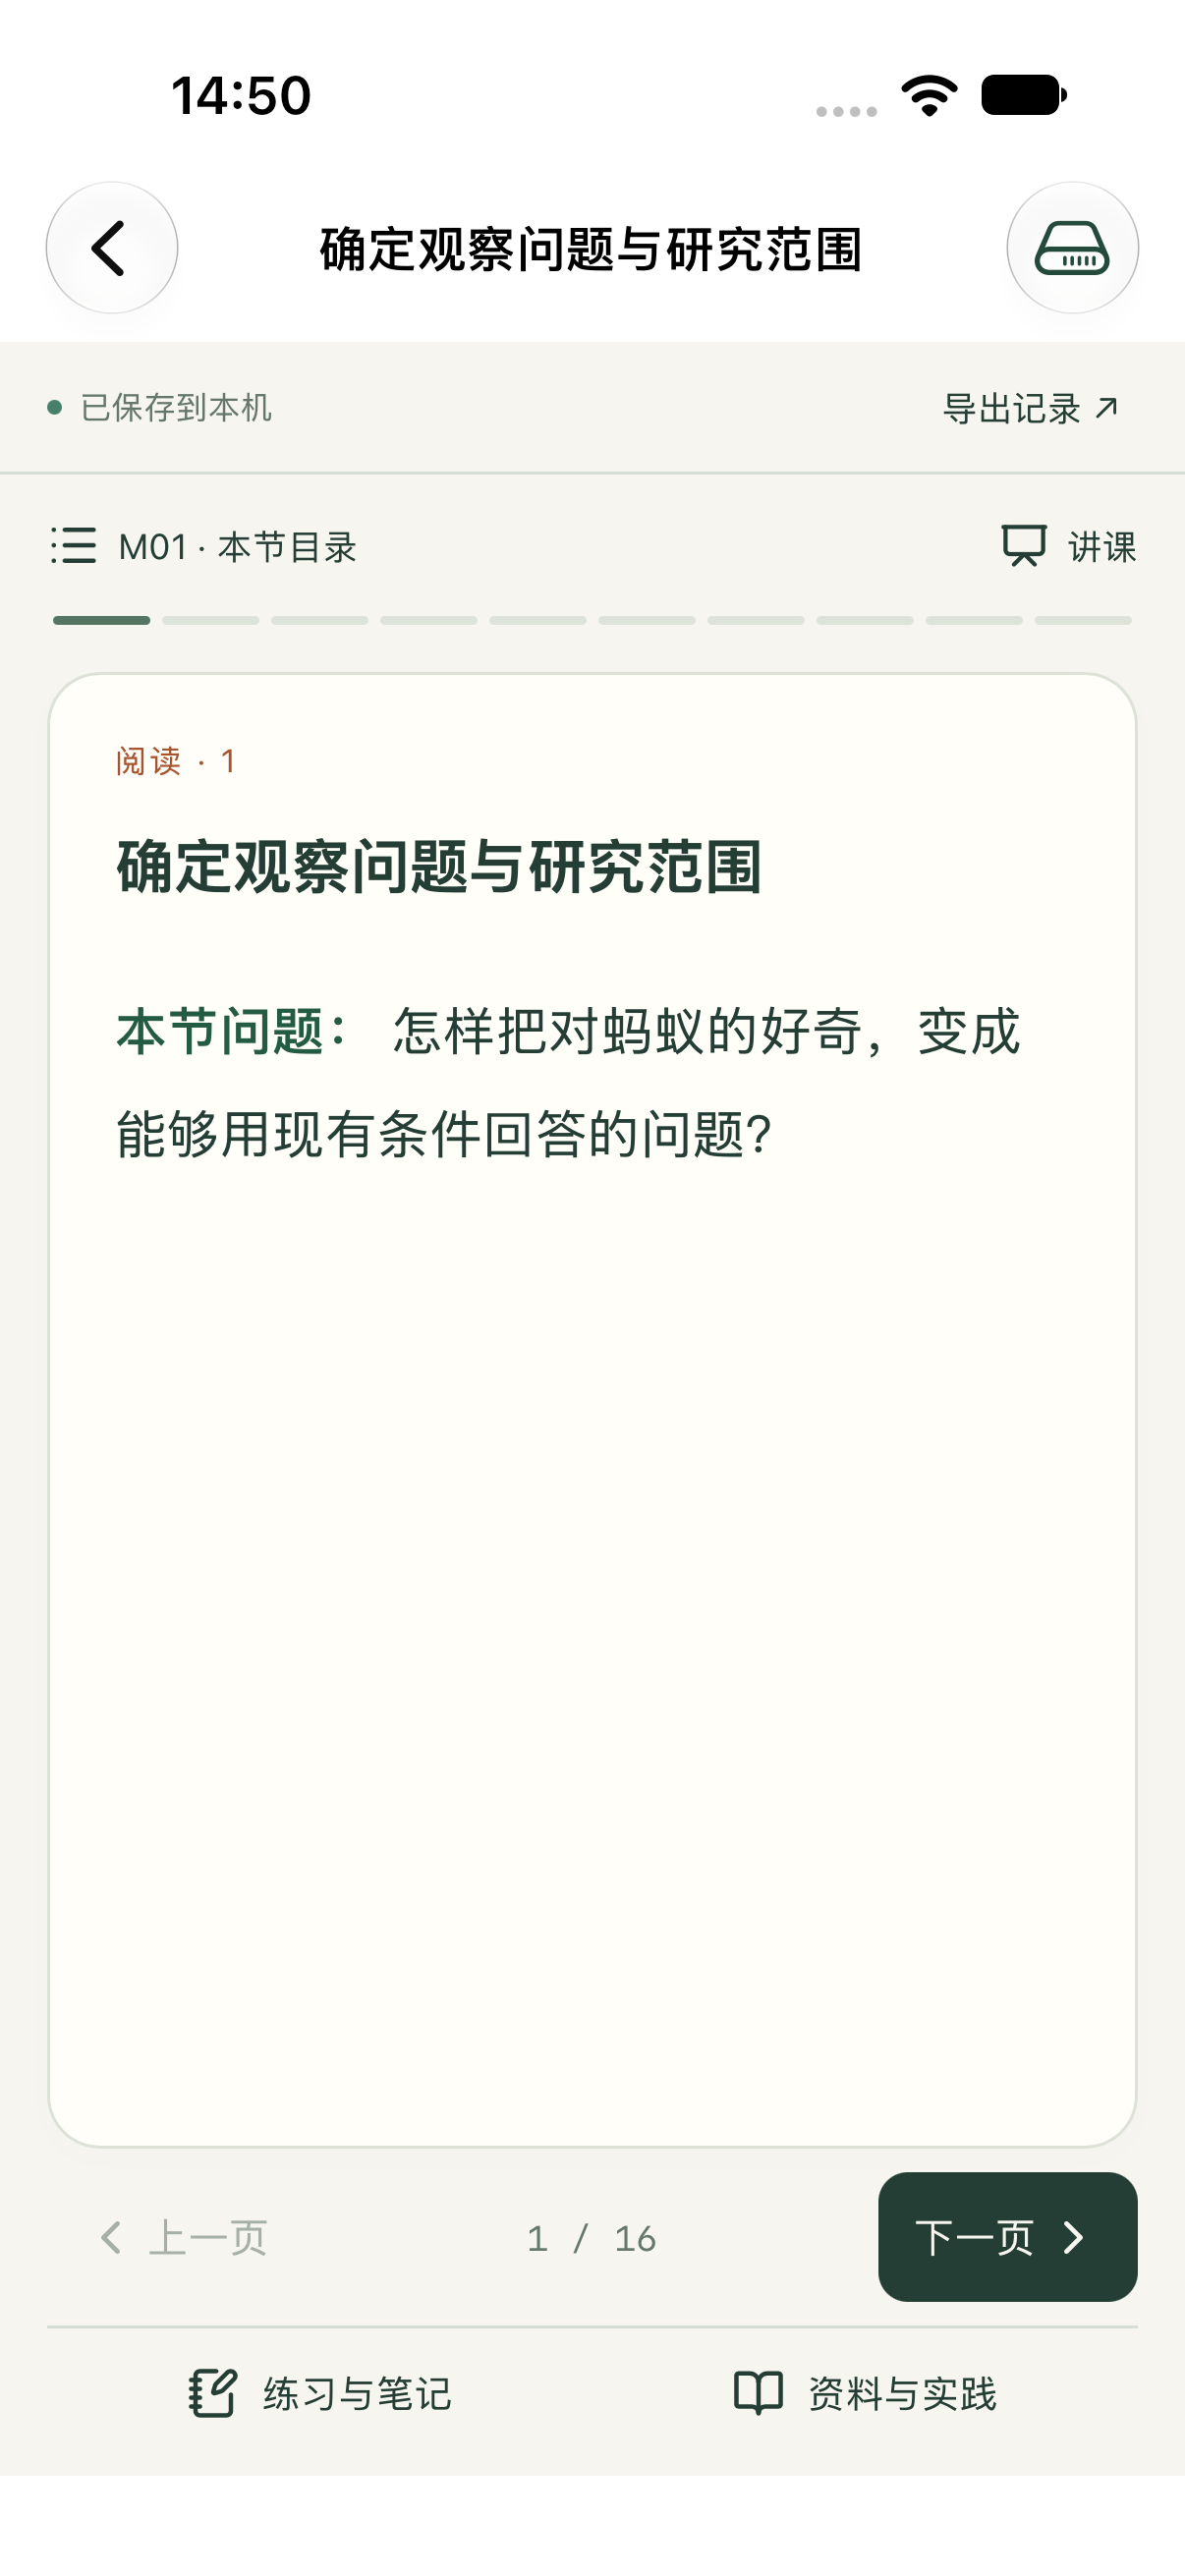 14:50
确定观察问题与研究范围
已保存到本机
导出记录
M01 · 本节目录
讲课
阅读 · 1
确定观察问题与研究范围
本节问题： 怎样把对蚂蚁的好奇，变成
能够用现有条件回答的问题?
上一页
1 / 16
下一页
练习与笔记
资料与实践